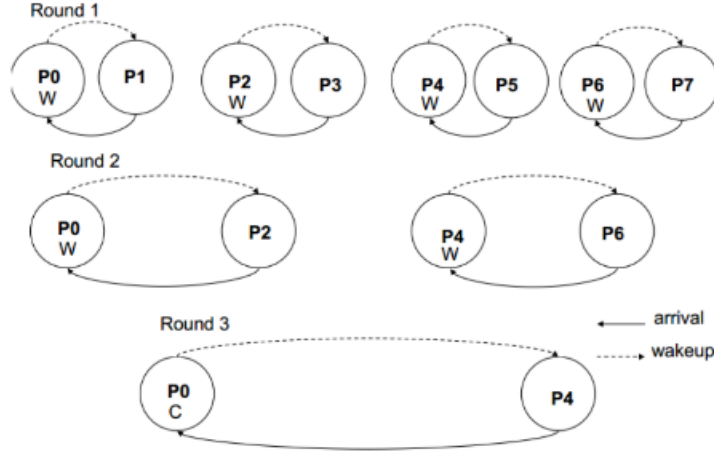 Round 1
P0 P1 P2 P3 P4 P5 P6 P7
W W W W
Round 2
P0 P2 P4 P6
W W
Round 3
arrival
wakeup
P0 P4
C